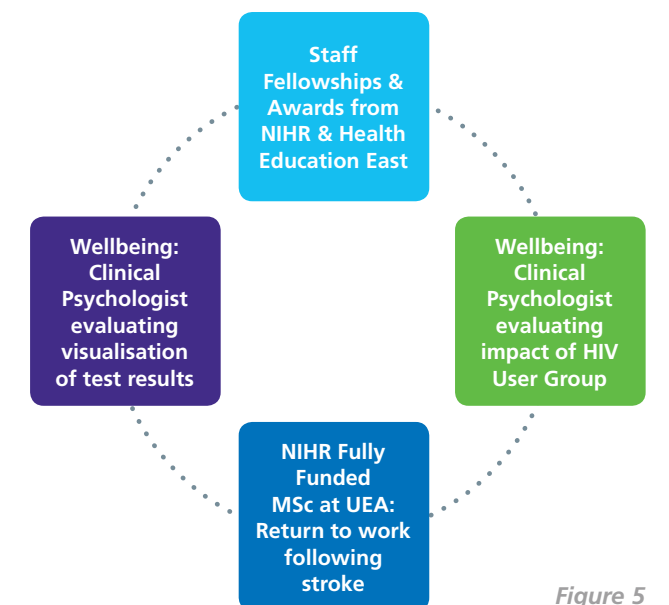 Staff
Fellowships &
Awards from
NIHR & Health
Education East
Wellbeing:
Clinical
Psychologist
evaluating
visualisation
of test results
Wellbeing:
Clinical
Psychologist
evaluating
impact of HIV
User Group
NIHR Fully
Funded
MSc at UEA:
Return to work
following
stroke
Figure 5